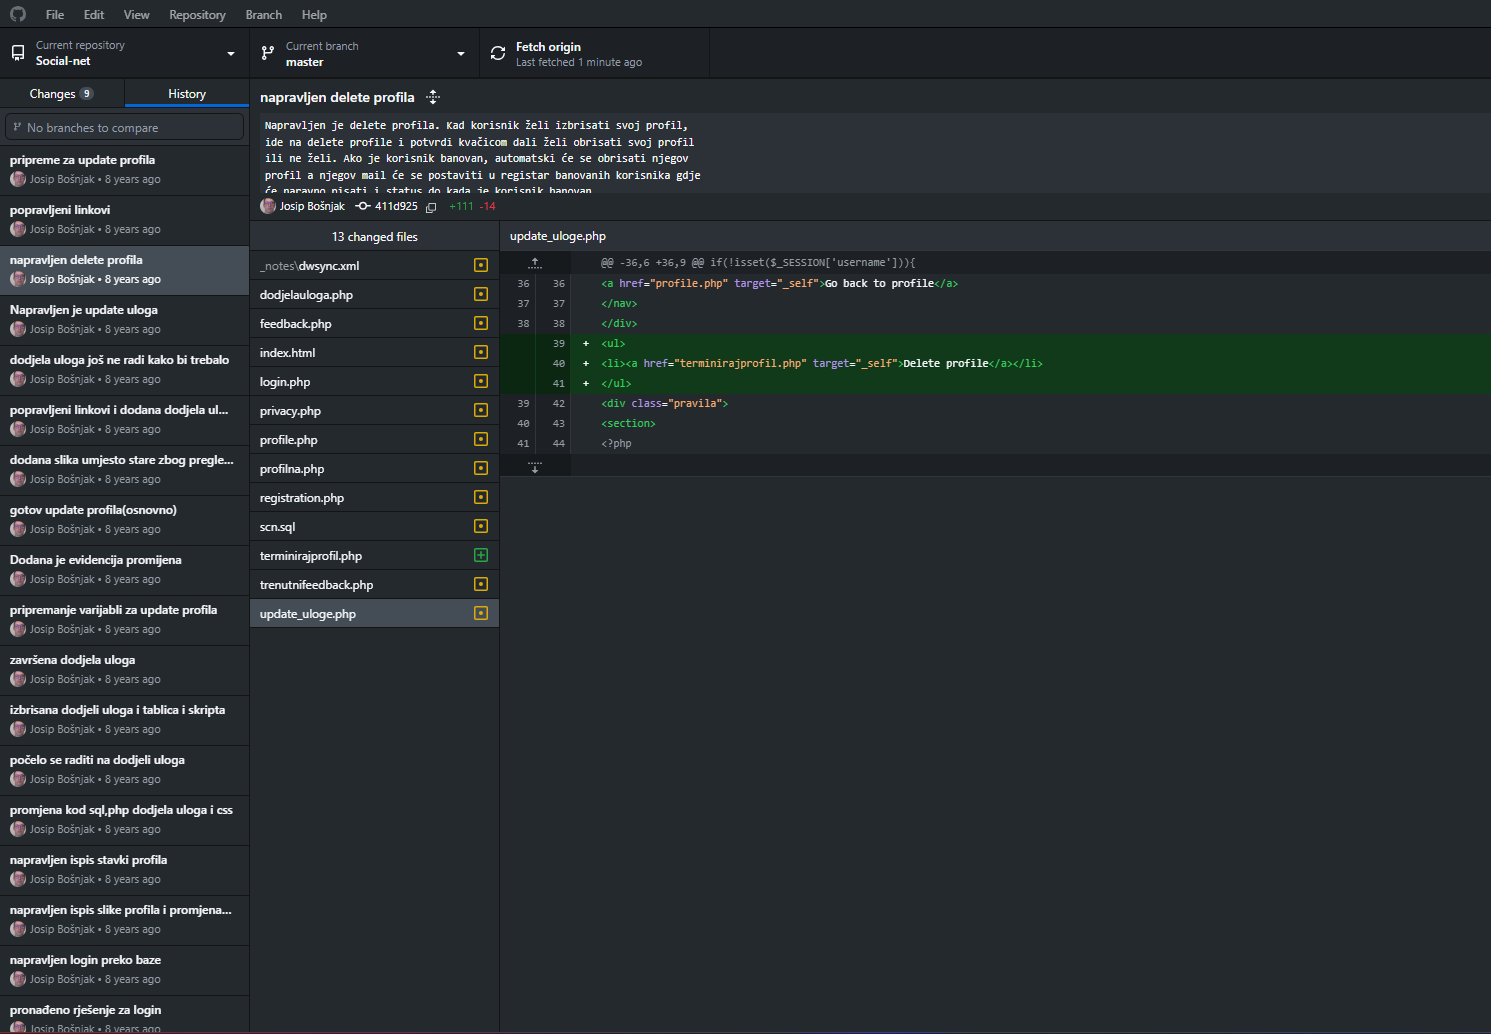 File Edit View Repository Branch Help
Current repository
Social-net
Current branch
master
Fetch origin
Last fetched 1 minute ago
Changes 9
History
No branches to compare
pripreme za update profila
Josip Bošnjak • 8 years ago
popravljeni linkovi
Josip Bošnjak • 8 years ago
napravljen delete profila
Josip Bošnjak • 8 years ago
Napravljen je update uloga
Josip Bošnjak • 8 years ago
dodjela uloga još ne radi kako bi trebalo
Josip Bošnjak • 8 years ago
popravljeni linkovi i dodana dodjela ul...
Josip Bošnjak • 8 years ago
dodana slika umjesto stare zbog pregle...
Josip Bošnjak • 8 years ago
gotov update profila(osnovno)
Josip Bošnjak • 8 years ago
Dodana je evidencija promijena
Josip Bošnjak • 8 years ago
pripremanje varijabli za update profila
Josip Bošnjak • 8 years ago
završena dodjela uloga
Josip Bošnjak • 8 years ago
izbrisana dodjeli uloga i tablica i skripta
Josip Bošnjak • 8 years ago
počelo se raditi na dodjeli uloga
Josip Bošnjak • 8 years ago
promjena kod sql,php dodjela uloga i css
Josip Bošnjak • 8 years ago
napravljen ispis stavki profila
Josip Bošnjak • 8 years ago
napravljen ispis slike profila i promjena...
Josip Bošnjak • 8 years ago
napravljen login preko baze
Josip Bošnjak • 8 years ago
pronađeno rješenje za login
Josip Bošnjak • 8 years ago
napravljen delete profila
Napravljen je delete profila. Kad korisnik želi izbrisati svoj profil,
ide na delete profile i potvrdi kvačicom dali želi obrisati svoj profil
ili ne želi. Ako je korisnik banovan, automatski će se obrisati njegov
profil a njegov mail će se postaviti u registar banovanih korisnika gdje
će naravno pisati i status do kada je korisnik banovan
Josip Bošnjak 411d925 +111 -14
13 changed files
_notes\dwsync.xml
dodjelauloga.php
feedback.php
index.html
login.php
privacy.php
profile.php
profilna.php
registration.php
scn.sql
terminirajprofil.php
trenutnifeedback.php
update_uloge.php
update_uloge.php
@@ -36,6 +36,9 @@ if(!isset($_SESSION['username'])){
36 36 <a href="profile.php" target="_self">Go back to profile</a>
37 37 </nav>
38 38 </div>
39 + <ul>
40 + <li><a href="terminirajprofil.php" target="_self">Delete profile</a></li>
41 + </ul>
39 42 <div class="pravila">
40 43 <section>
41 44 <?php